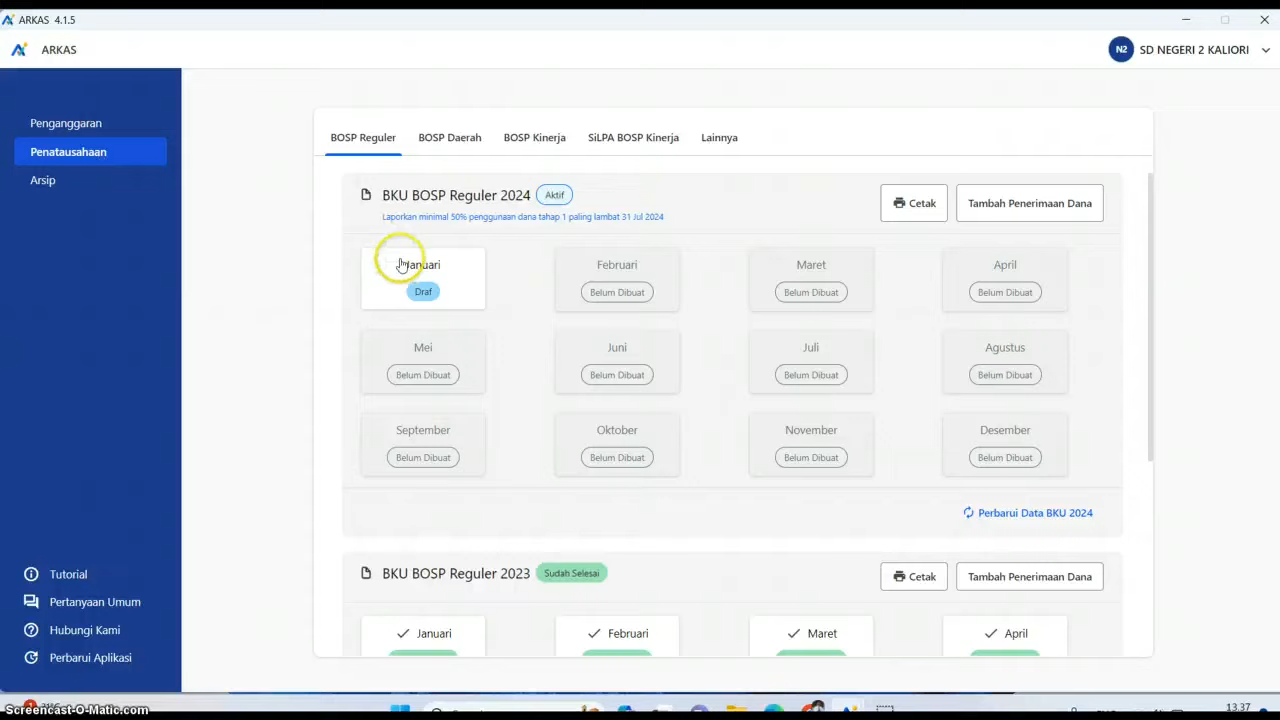 ARKAS 4.1.5
ARKAS
N2 SD NEGERI 2 KALIORI
Penganggaran
Penatausahaan
Arsip
BOSP Reguler BOSP Daerah BOSP Kinerja SiLPA BOSP Kinerja Lainnya
BKU BOSP Reguler 2024 Aktif
Laporkan minimal 50% penggunaan dana tahap 1 paling lambat 31 Jul 2024
Cetak Tambah Penerimaan Dana
Januari Februari Maret April
Draf Belum Dibuat Belum Dibuat Belum Dibuat
Mei Juni Juli Agustus
Belum Dibuat Belum Dibuat Belum Dibuat Belum Dibuat
September Oktober November Desember
Belum Dibuat Belum Dibuat Belum Dibuat Belum Dibuat
Perbarui Data BKU 2024
BKU BOSP Reguler 2023 Sudah Selesai
Cetak Tambah Penerimaan Dana
Januari Februari Maret April
Tutorial
Pertanyaan Umum
Hubungi Kami
Perbarui Aplikasi
Screencast-O-Matic.com
13.37